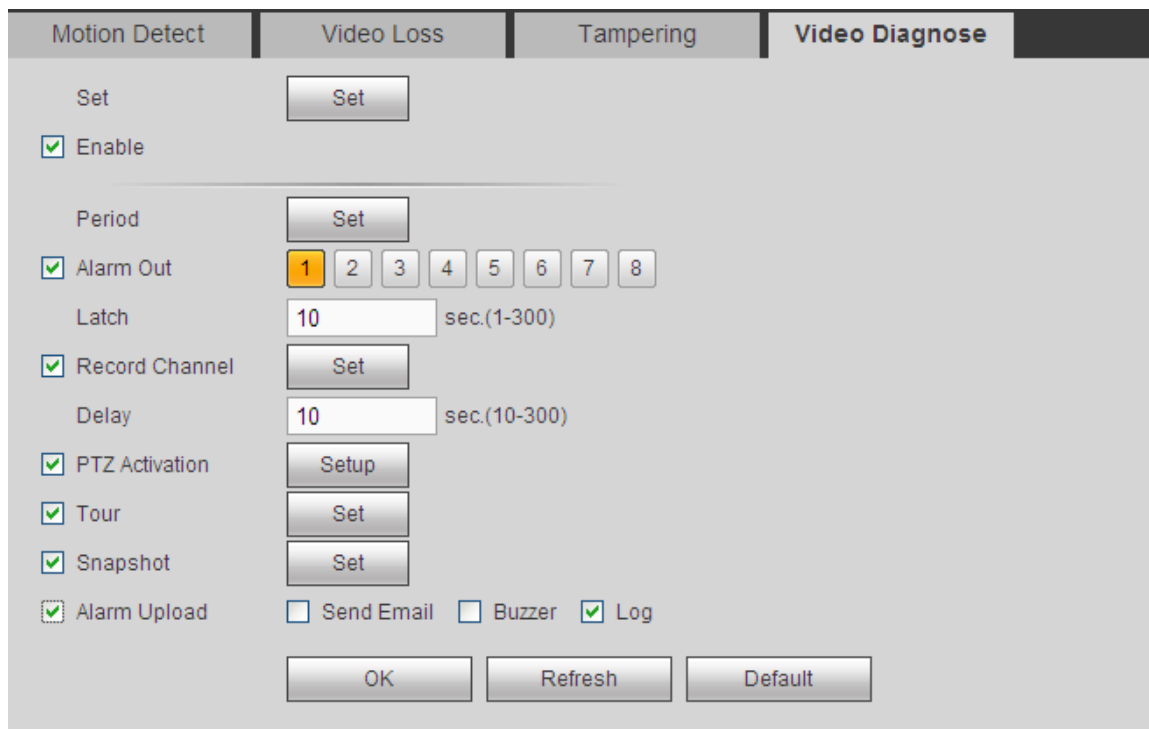 Motion Detect Video Loss Tampering Video Diagnose
Set Set
Enable
Period Set
Alarm Out 1 2 3 4 5 6 7 8
Latch 10 sec.(1-300)
Record Channel Set
Delay 10 sec.(10-300)
PTZ Activation Setup
Tour Set
Snapshot Set
Alarm Upload Send Email Buzzer Log
OK Refresh Default